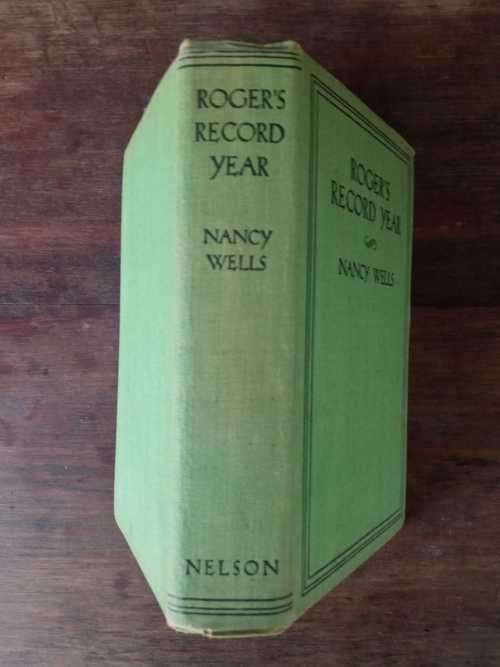 ROGER'S
RECORD
YEAR
NANCY
WELLS
NELSON
ROGER'S
RECORD YEAR
NANCY WELLS